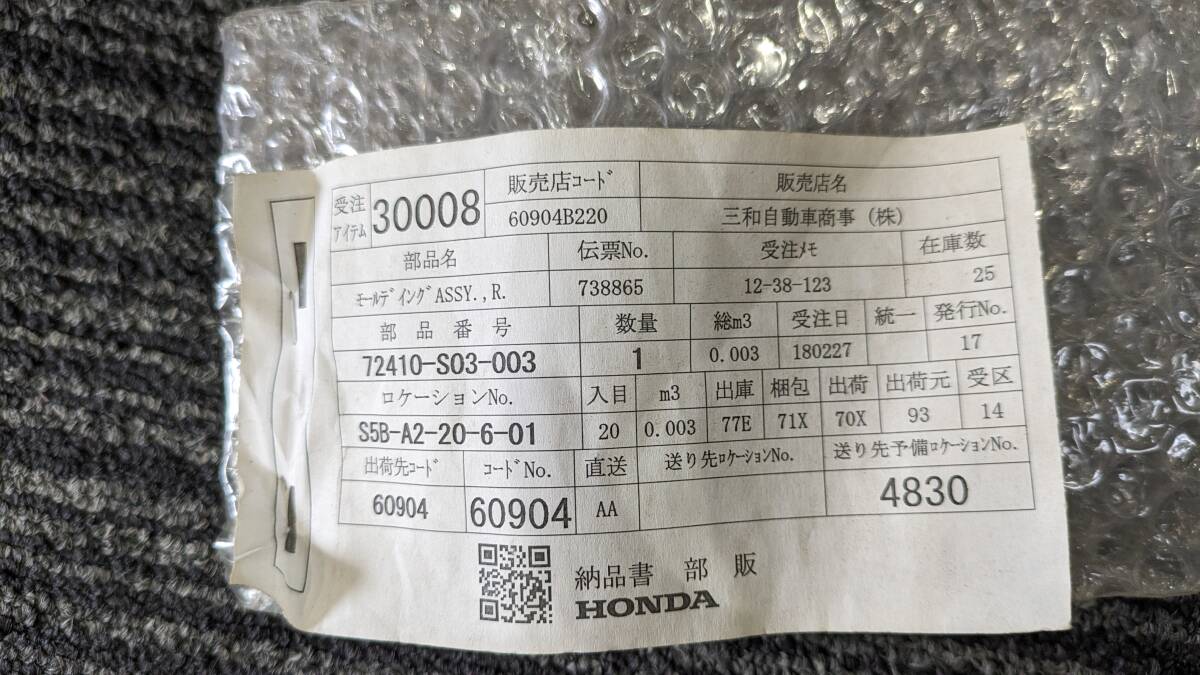 受注 アイテム 30008 販売店ｺｰﾄﾞ 販売店名
60904B220 三和自動車商事（株）
部品名 伝票No. 受注ﾒﾓ 在庫数
ﾓｰﾙﾃﾞｲﾝｸﾞASSY.,R. 738865 12-38-123 25
部品番号 数量 総m3 受注日 統一 発行No.
72410-S03-003 1 0.003 180227 17
ロケーションNo. 入目 m3 出庫 梱包 出荷 出荷元 受区
S5B-A2-20-6-01 20 0.003 77E 71X 70X 93 14
出荷先ｺｰﾄﾞ ｺｰﾄﾞNo. 直送 送り先ﾛｹｰｼｮﾝNo. 送り先予備ﾛｹｰｼｮﾝNo.
60904 60904 AA 4830
納品書 部 販
HONDA